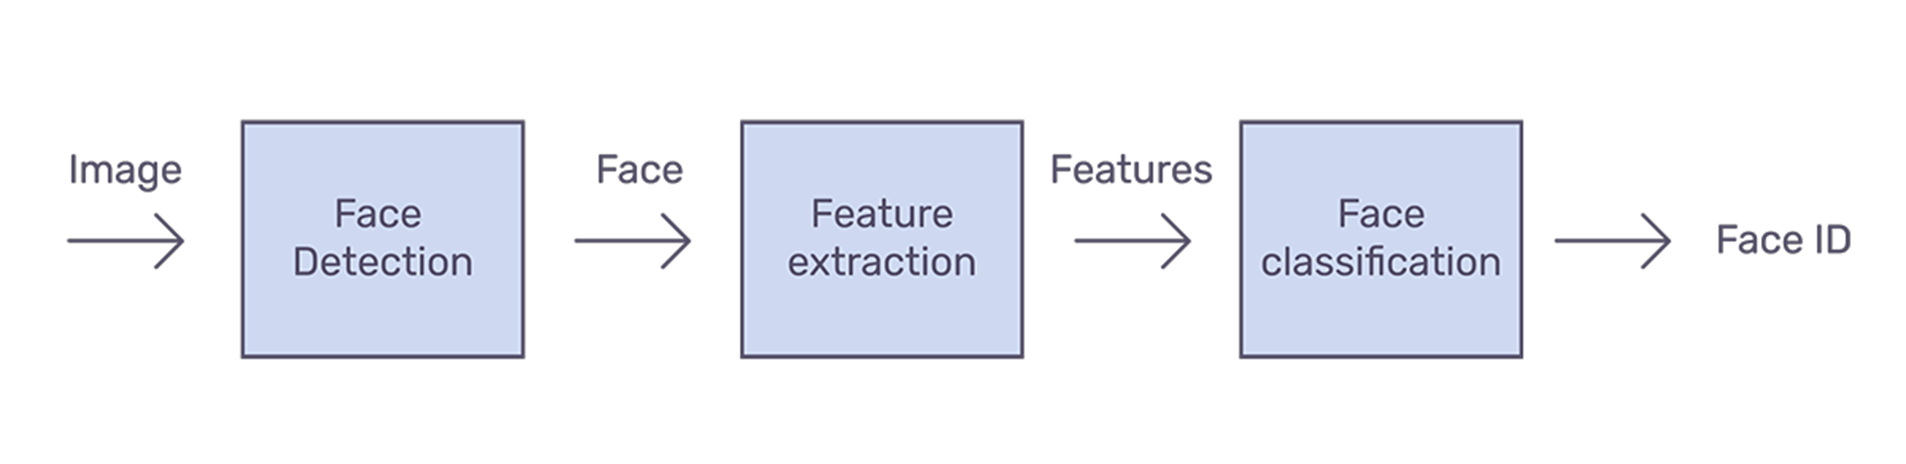 Image
Face
Detection
Face
Feature
extraction
Features
Face
classification
Face ID